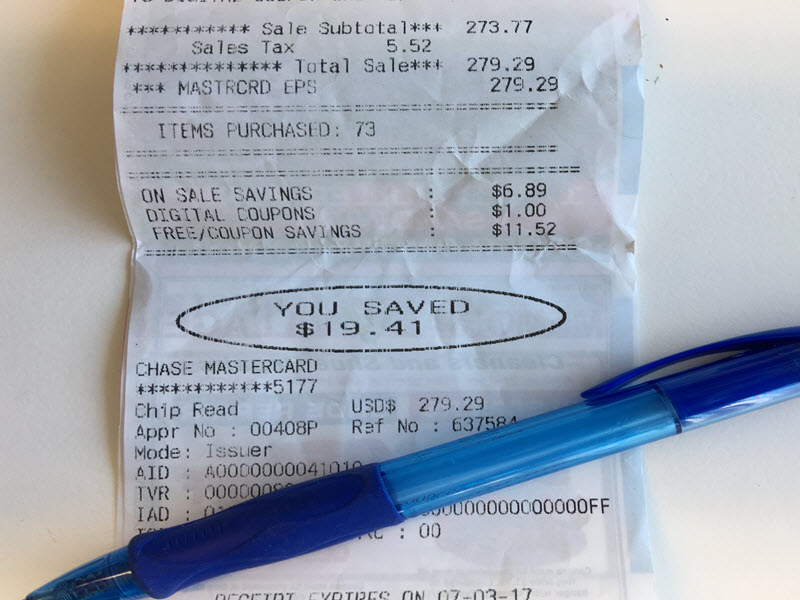 *********** Sale Subtotal*** 273.77
Sales Tax 5.52
************** Total Sale*** 279.29
*** MASTRCRD EPS 279.29
ITEMS PURCHASED: 73
ON SALE SAVINGS : $6.89
DIGITAL COUPONS : $1.00
FREE/COUPON SAVINGS : $11.52
YOU SAVED
$19.41
CHASE MASTERCARD
************5177
Chip Read USD$ 279.29
Appr No : 00408P Ref No : 637584
Mode: Issuer
AID : A0000000041010
TVR :
IAD :
: 00
RECEIPT EXPIRES ON 07-03-17